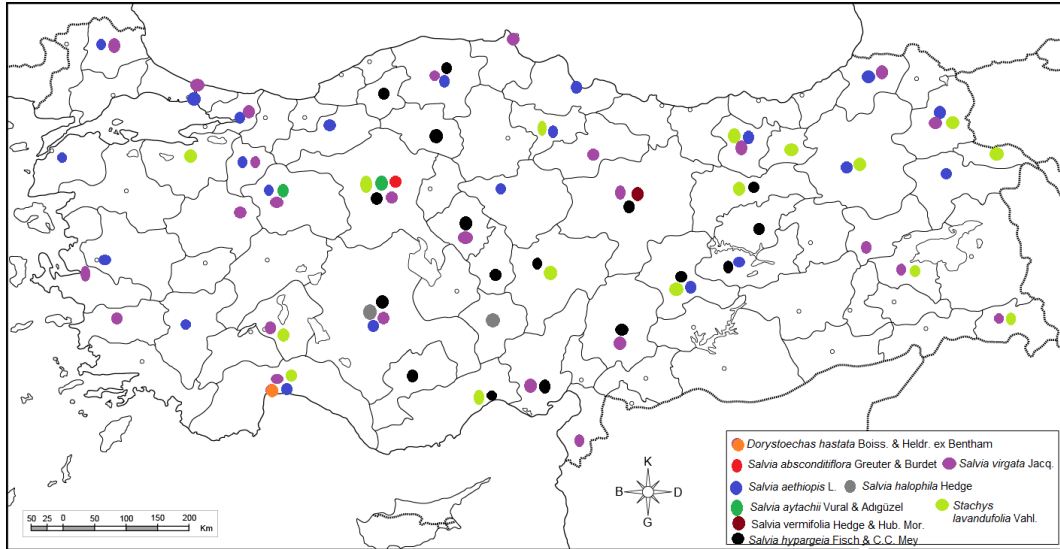 K
B D
G
Dorystoechas hastata Boiss. & Heldr. ex Bentham
Salvia absconditiflora Greuter & Burdet Salvia virgata Jacq.
Salvia aethiopis L. Salvia halophila Hedge
Salvia aytachii Vural & Adıgüzel Stachys
lavandufolia Vahl.
Salvia vermifolia Hedge & Hub. Mor.
Salvia hypargeia Fisch & C.C. Mey
50 25 0 50 100 150 200
Km